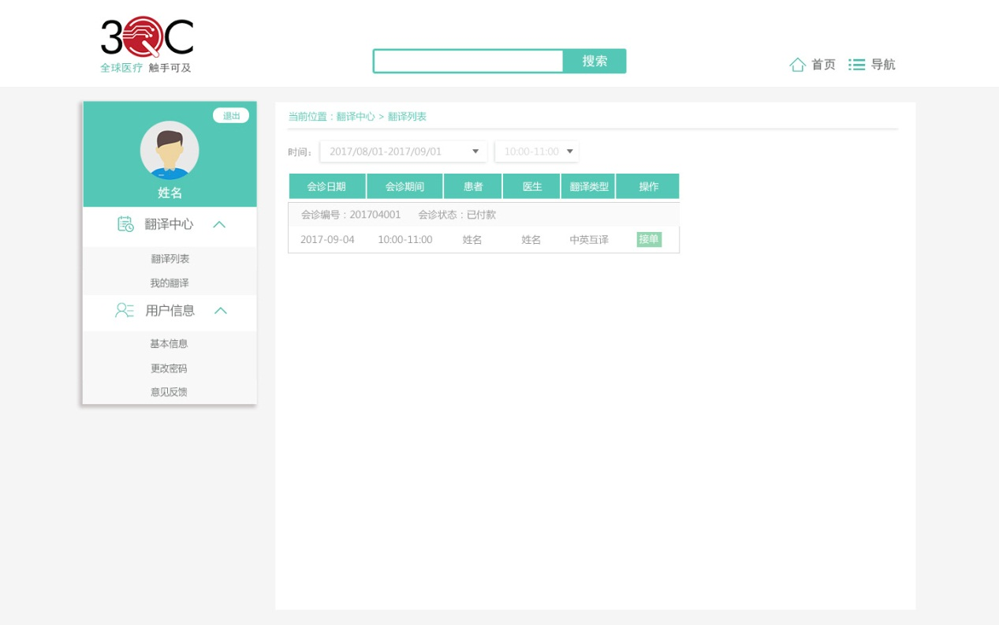 3QC
全球医疗 触手可及
搜索
首页 导航
退出
姓名
翻译中心
翻译列表
我的翻译
用户信息
基本信息
更改密码
意见反馈
当前位置：翻译中心 > 翻译列表
时间： 2017/08/01-2017/09/01 10:00-11:00
会诊日期 会诊期间 患者 医生 翻译类型 操作
会诊编号：201704001 会诊状态：已付款
2017-09-04 10:00-11:00 姓名 姓名 中英互译 接单